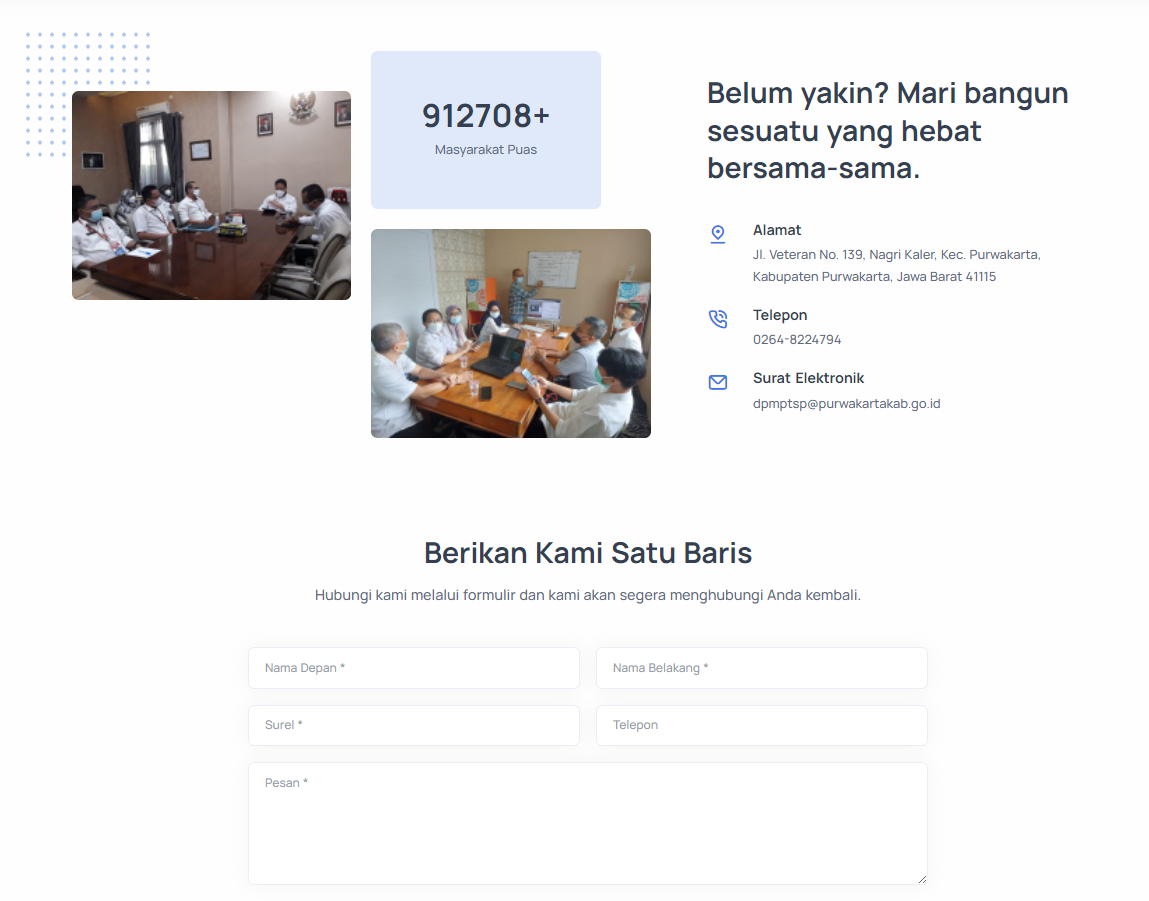 912708+
Masyarakat Puas
Belum yakin? Mari bangun
sesuatu yang hebat
bersama-sama.
Alamat
Jl. Veteran No. 139, Nagri Kaler, Kec. Purwakarta,
Kabupaten Purwakarta, Jawa Barat 41115
Telepon
0264-8224794
Surat Elektronik
dpmptsp@purwakartakab.go.id
Berikan Kami Satu Baris
Hubungi kami melalui formulir dan kami akan segera menghubungi Anda kembali.
Nama Depan *
Nama Belakang *
Surel *
Telepon
Pesan *